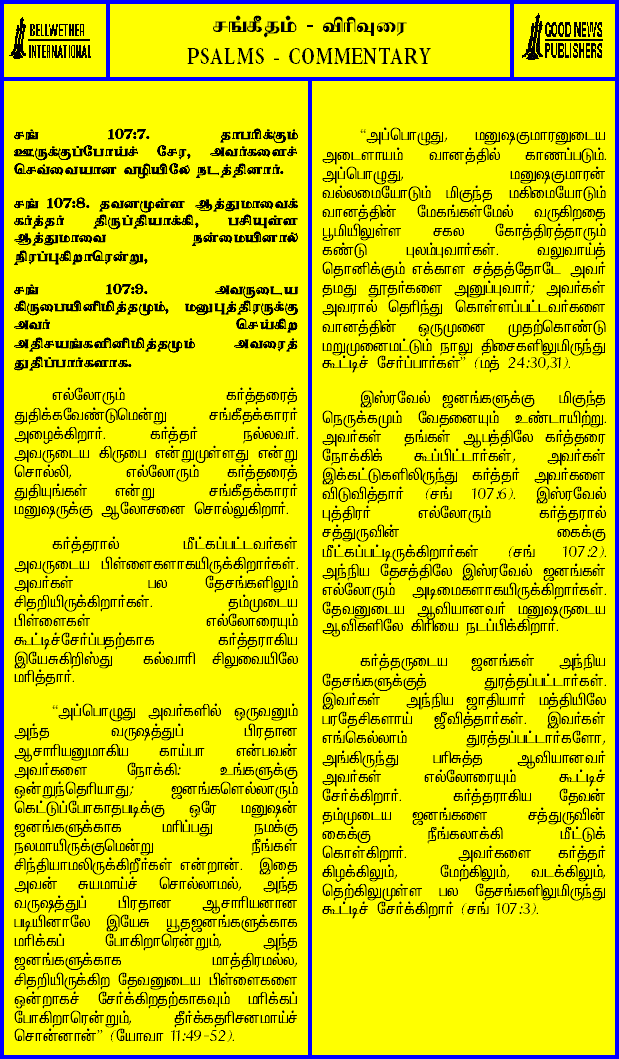 BELLWETHER
INTERNATIONAL
சங்கீதம் - விரிவுரை
PSALMS - COMMENTARY
GOOD NEWS
PUBLISHERS
சங் 107:7. தாபரிக்கும்
ஊருக்குப்போய்ச் சேர, அவர்களைச்
செவ்வையான வழியிலே நடத்தினார்.
சங் 107:8. தவனமுள்ள ஆத்துமாவைக்
கர்த்தர் திருப்தியாக்கி, பசியுள்ள
ஆத்துமாவை நன்மையினால்
நிரப்புகிறாரென்று,
சங் 107:9. அவருடைய
கிருபையினிமித்தமும், மனுபுத்திரருக்கு
அவர் செய்கிற
அதிசயங்களினிமித்தமும் அவரைத்
துதிப்பார்களாக.
எல்லோரும் கர்த்தரைத்
துதிக்கவேண்டுமென்று சங்கீதக்காரர்
அழைக்கிறார். கர்த்தர் நல்லவர்.
அவருடைய கிருபை என்றுமுள்ளது என்று
சொல்லி, எல்லோரும் கர்த்தரைத்
துதியுங்கள் என்று சங்கீதக்காரர்
மனுஷருக்கு ஆலோசனை சொல்லுகிறார்.
கர்த்தரால் மீட்கப்பட்டவர்கள்
அவருடைய பிள்ளைகளாகயிருக்கிறார்கள்.
அவர்கள் பல தேசங்களிலும்
சிதறியிருக்கிறார்கள். தம்முடைய
பிள்ளைகள் எல்லோரையும்
கூட்டிச்சேர்ப்பதற்காக கர்த்தராகிய
இயேசுகிறிஸ்து கல்வாரி சிலுவையிலே
மரித்தார்.
“அப்பொழுது அவர்களில் ஒருவனும்
அந்த வருஷத்துப் பிரதான
ஆசாரியனுமாகிய காய்பா என்பவன்
அவர்களை நோக்கி: உங்களுக்கு
ஒன்றுந்தெரியாது; ஜனங்களெல்லாரும்
கெட்டுப்போகாதபடிக்கு ஒரே மனுஷன்
ஜனங்களுக்காக மரிப்பது நமக்கு
நலமாயிருக்குமென்று நீங்கள்
சிந்தியாமலிருக்கிறீர்கள் என்றான். இதை
அவன் சுயமாய்ச் சொல்லாமல், அந்த
வருஷத்துப் பிரதான ஆசாரியனான
படியினாலே இயேசு யூதஜனங்களுக்காக
மரிக்கப் போகிறாரென்றும், அந்த
ஜனங்களுக்காக மாத்திரமல்ல,
சிதறியிருக்கிற தேவனுடைய பிள்ளைகளை
ஒன்றாகச் சேர்க்கிறதற்காகவும் மரிக்கப்
போகிறாரென்றும், தீர்க்கதரிசனமாய்ச்
சொன்னான்” (யோவா 11:49-52).
“அப்பொழுது, மனுஷகுமாரனுடைய
அடையாளம் வானத்தில் காணப்படும்.
அப்பொழுது, மனுஷகுமாரன்
வல்லமையோடும் மிகுந்த மகிமையோடும்
வானத்தின் மேகங்கள்மேல் வருகிறதை
பூமியிலுள்ள சகல கோத்திரத்தாரும்
கண்டு புலம்புவார்கள். வலுவாய்த்
தொனிக்கும் எக்காள சத்தத்தோடே அவர்
தமது தூதர்களை அனுப்புவார்; அவர்கள்
அவரால் தெரிந்து கொள்ளப்பட்டவர்களை
வானத்தின் ஒருமுனை முதற்கொண்டு
மறுமுனைமட்டும் நாலு திசைகளிலுமிருந்து
கூட்டிச் சேர்ப்பார்கள்” (மத் 24:30,31).
இஸ்ரவேல் ஜனங்களுக்கு மிகுந்த
நெருக்கமும் வேதனையும் உண்டாயிற்று.
அவர்கள் தங்கள் ஆபத்திலே கர்த்தரை
நோக்கிக் கூப்பிட்டார்கள், அவர்கள்
இக்கட்டுகளிலிருந்து கர்த்தர் அவர்களை
விடுவித்தார் (சங் 107:6). இஸ்ரவேல்
புத்திரர் எல்லோரும் கர்த்தரால்
சத்துருவின் கைக்கு
மீட்கப்பட்டிருக்கிறார்கள் (சங் 107:2).
அந்நிய தேசத்திலே இஸ்ரவேல் ஜனங்கள்
எல்லோரும் அடிமைகளாகயிருக்கிறார்கள்.
தேவனுடைய ஆவியானவர் மனுஷருடைய
ஆவிகளிலே கிரியை நடப்பிக்கிறார்.
கர்த்தருடைய ஜனங்கள் அந்நிய
தேசங்களுக்குத் துரத்தப்பட்டார்கள்.
இவர்கள் அந்நிய ஜாதியார் மத்தியிலே
பரதேசிகளாய் ஜீவித்தார்கள். இவர்கள்
எங்கெல்லாம் துரத்தப்பட்டார்களோ,
அங்கிருந்து பரிசுத்த ஆவியானவர்
அவர்கள் எல்லோரையும் கூட்டிச்
சேர்க்கிறார். கர்த்தராகிய தேவன்
தம்முடைய ஜனங்களை சத்துருவின்
கைக்கு நீங்கலாக்கி மீட்டுக்
கொள்கிறார். அவர்களை கர்த்தர்
கிழக்கிலும், மேற்கிலும், வடக்கிலும்,
தெற்கிலுமுள்ள பல தேசங்களிலுமிருந்து
கூட்டிச் சேர்க்கிறார் (சங் 107:3).